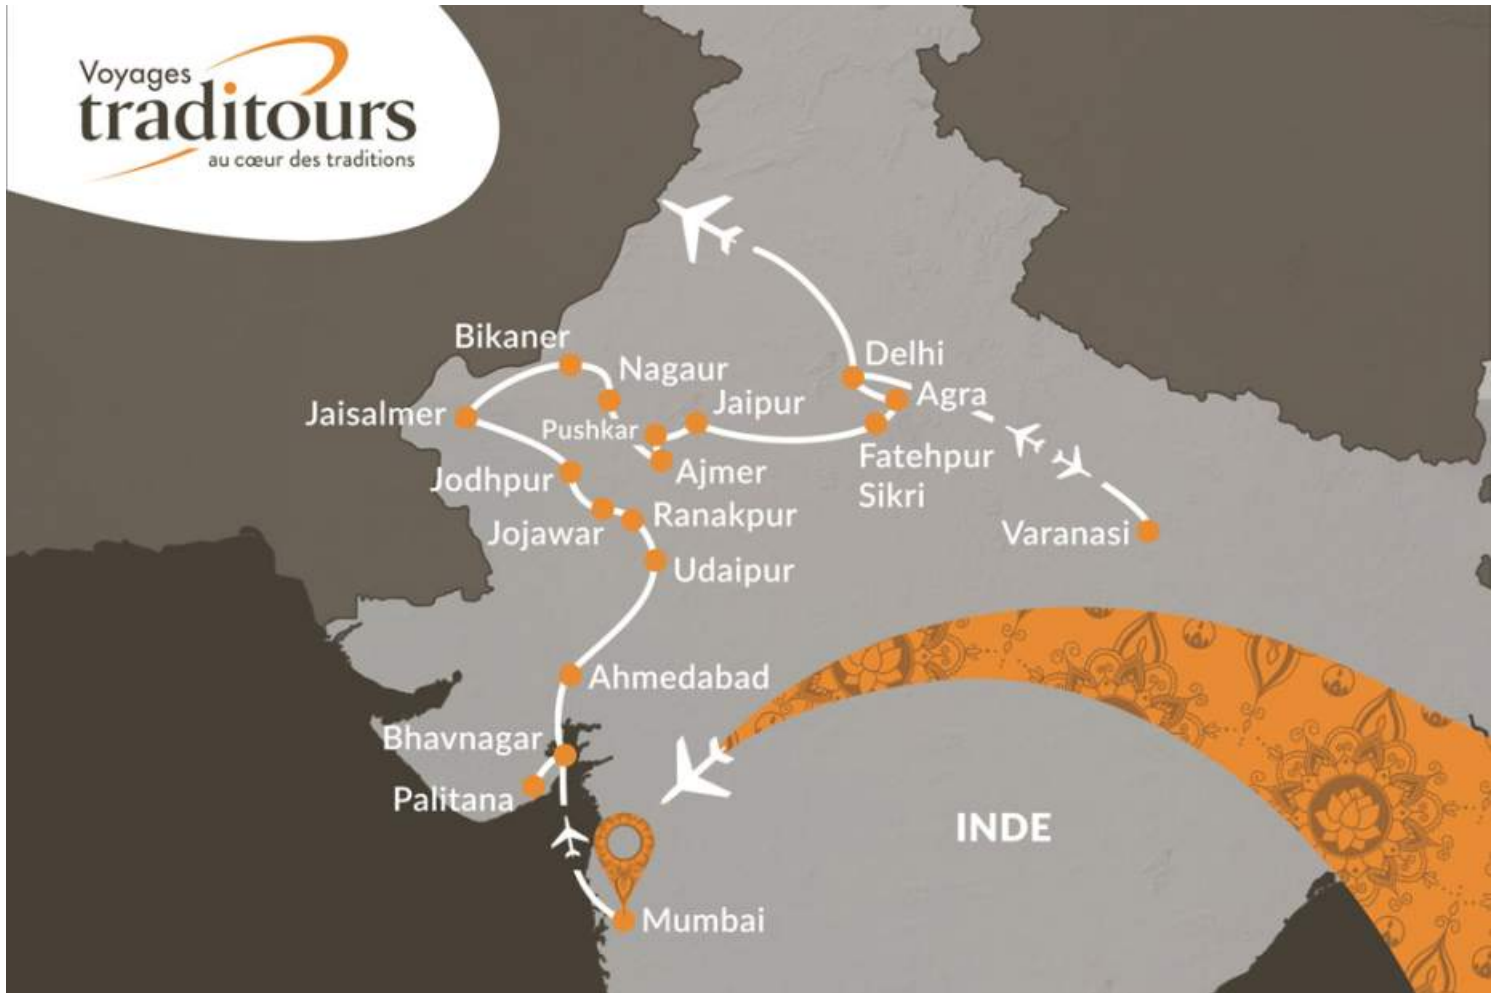 Voyages
traditours
au cœur des traditions
Bikaner
Nagaur
Delhi
Agra
Jaisalmer
Jaipur
Pushkar
Ajmer
Fatehpur
Sikri
Jodhpur
Jojawar
Ranakpur
Varanasi
Udaipur
Ahmedabad
Bhavnagar
Palitana
INDE
Mumbai